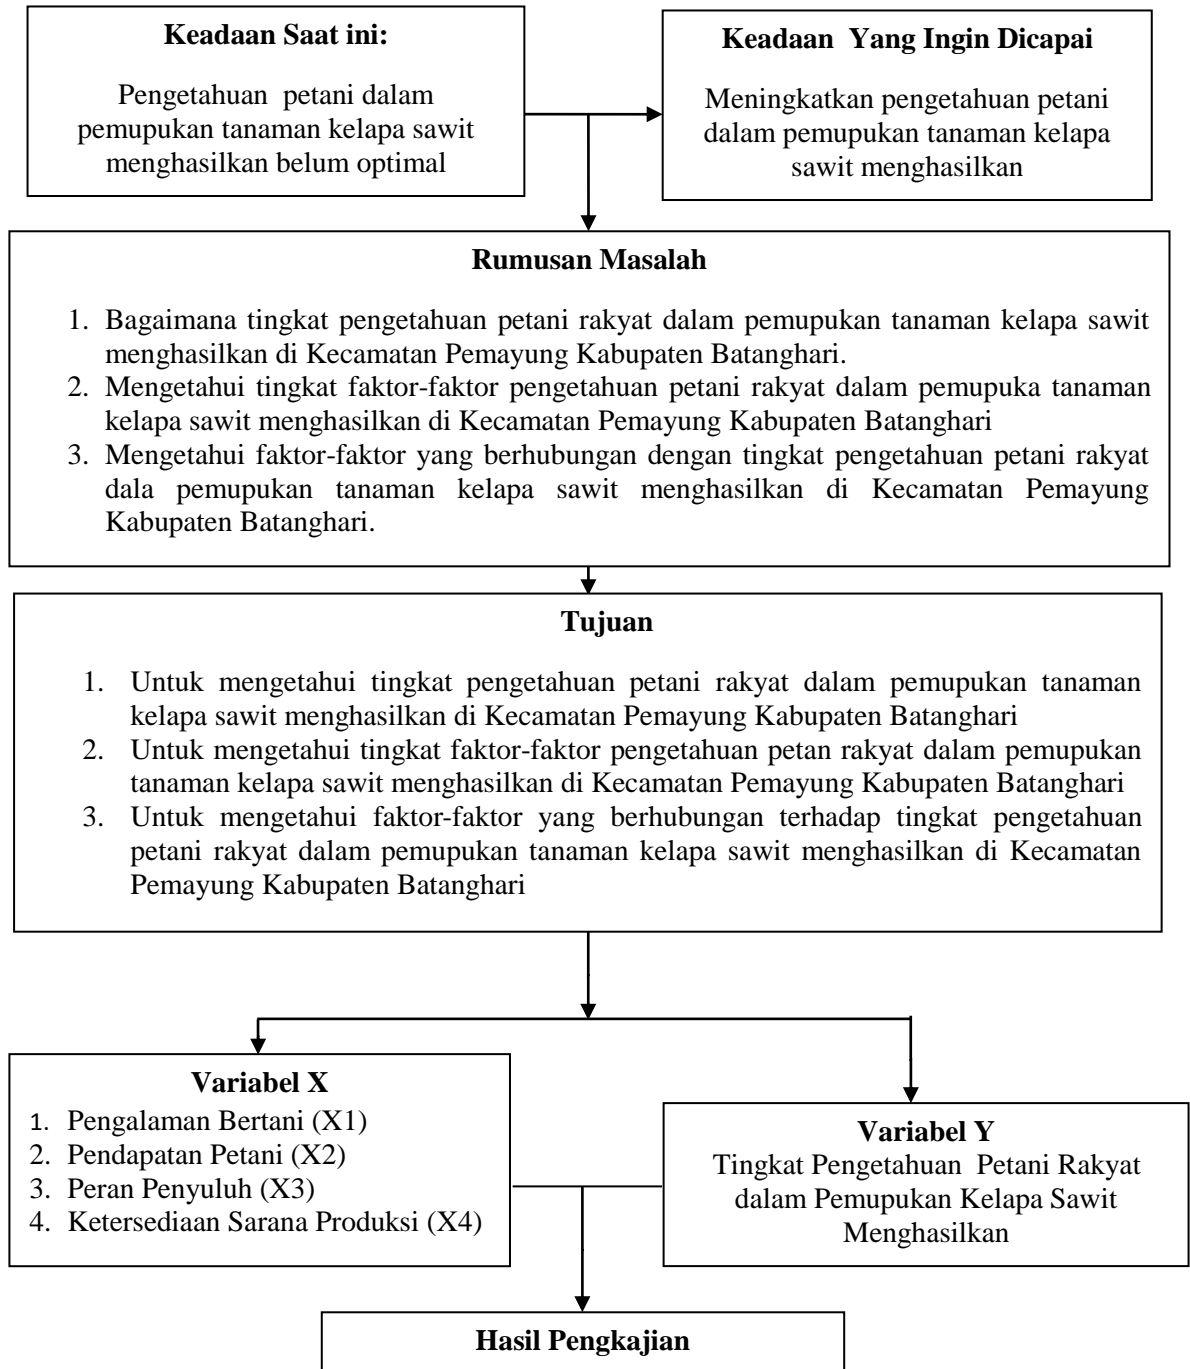 Keadaan Saat ini:
Pengetahuan petani dalam
pemupukan tanaman kelapa sawit
menghasilkan belum optimal
Keadaan Yang Ingin Dicapai
Meningkatkan pengetahuan petani
dalam pemupukan tanaman kelapa
sawit menghasilkan
Rumusan Masalah
1. Bagaimana tingkat pengetahuan petani rakyat dalam pemupukan tanaman kelapa sawit
menghasilkan di Kecamatan Pemayung Kabupaten Batanghari.
2. Mengetahui tingkat faktor-faktor pengetahuan petani rakyat dalam pemupuka tanaman
kelapa sawit menghasilkan di Kecamatan Pemayung Kabupaten Batanghari
3. Mengetahui faktor-faktor yang berhubungan dengan tingkat pengetahuan petani rakyat
dala pemupukan tanaman kelapa sawit menghasilkan di Kecamatan Pemayung
Kabupaten Batanghari.
Tujuan
1. Untuk mengetahui tingkat pengetahuan petani rakyat dalam pemupukan tanaman
kelapa sawit menghasilkan di Kecamatan Pemayung Kabupaten Batanghari
2. Untuk mengetahui tingkat faktor-faktor pengetahuan petan rakyat dalam pemupukan
tanaman kelapa sawit menghasilkan di Kecamatan Pemayung Kabupaten Batanghari
3. Untuk mengetahui faktor-faktor yang berhubungan terhadap tingkat pengetahuan
petani rakyat dalam pemupukan tanaman kelapa sawit menghasilkan di Kecamatan
Pemayung Kabupaten Batanghari
Variabel X
1. Pengalaman Bertani (X1)
2. Pendapatan Petani (X2)
3. Peran Penyuluh (X3)
4. Ketersediaan Sarana Produksi (X4)
Variabel Y
Tingkat Pengetahuan Petani Rakyat
dalam Pemupukan Kelapa Sawit
Menghasilkan
Hasil Pengkajian